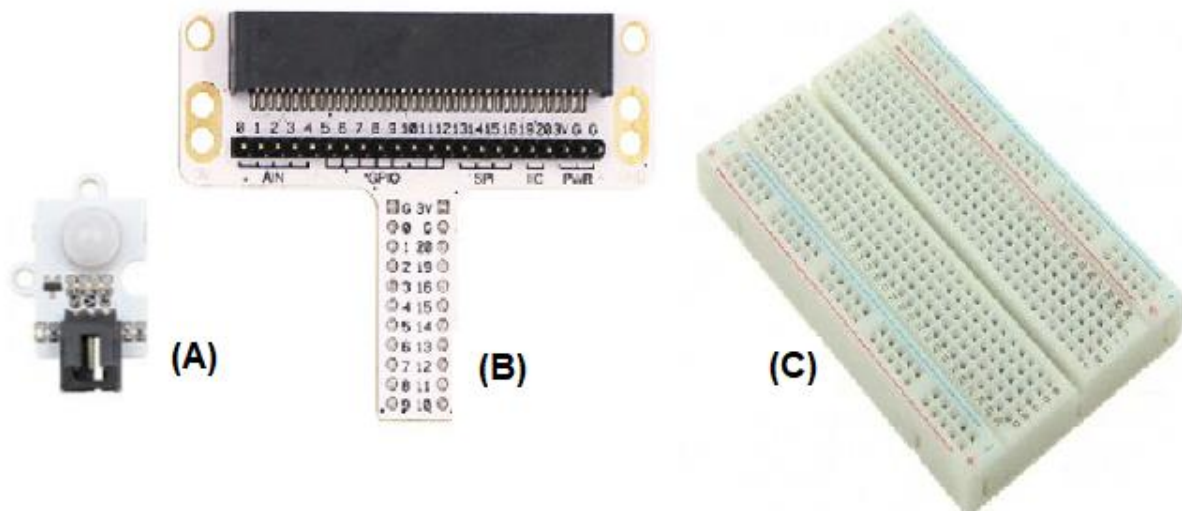 0 1 2 3 4 5 6 7 8 9 10 11 12 13 14 15 16 19 20 3V G G
AIN GPIO SPI IIC PWR
G 3V
0 G
1 20
2 19
3 16
4 15
5 14
6 13
7 12
8 11
9 10
(A)
(B)
(C)